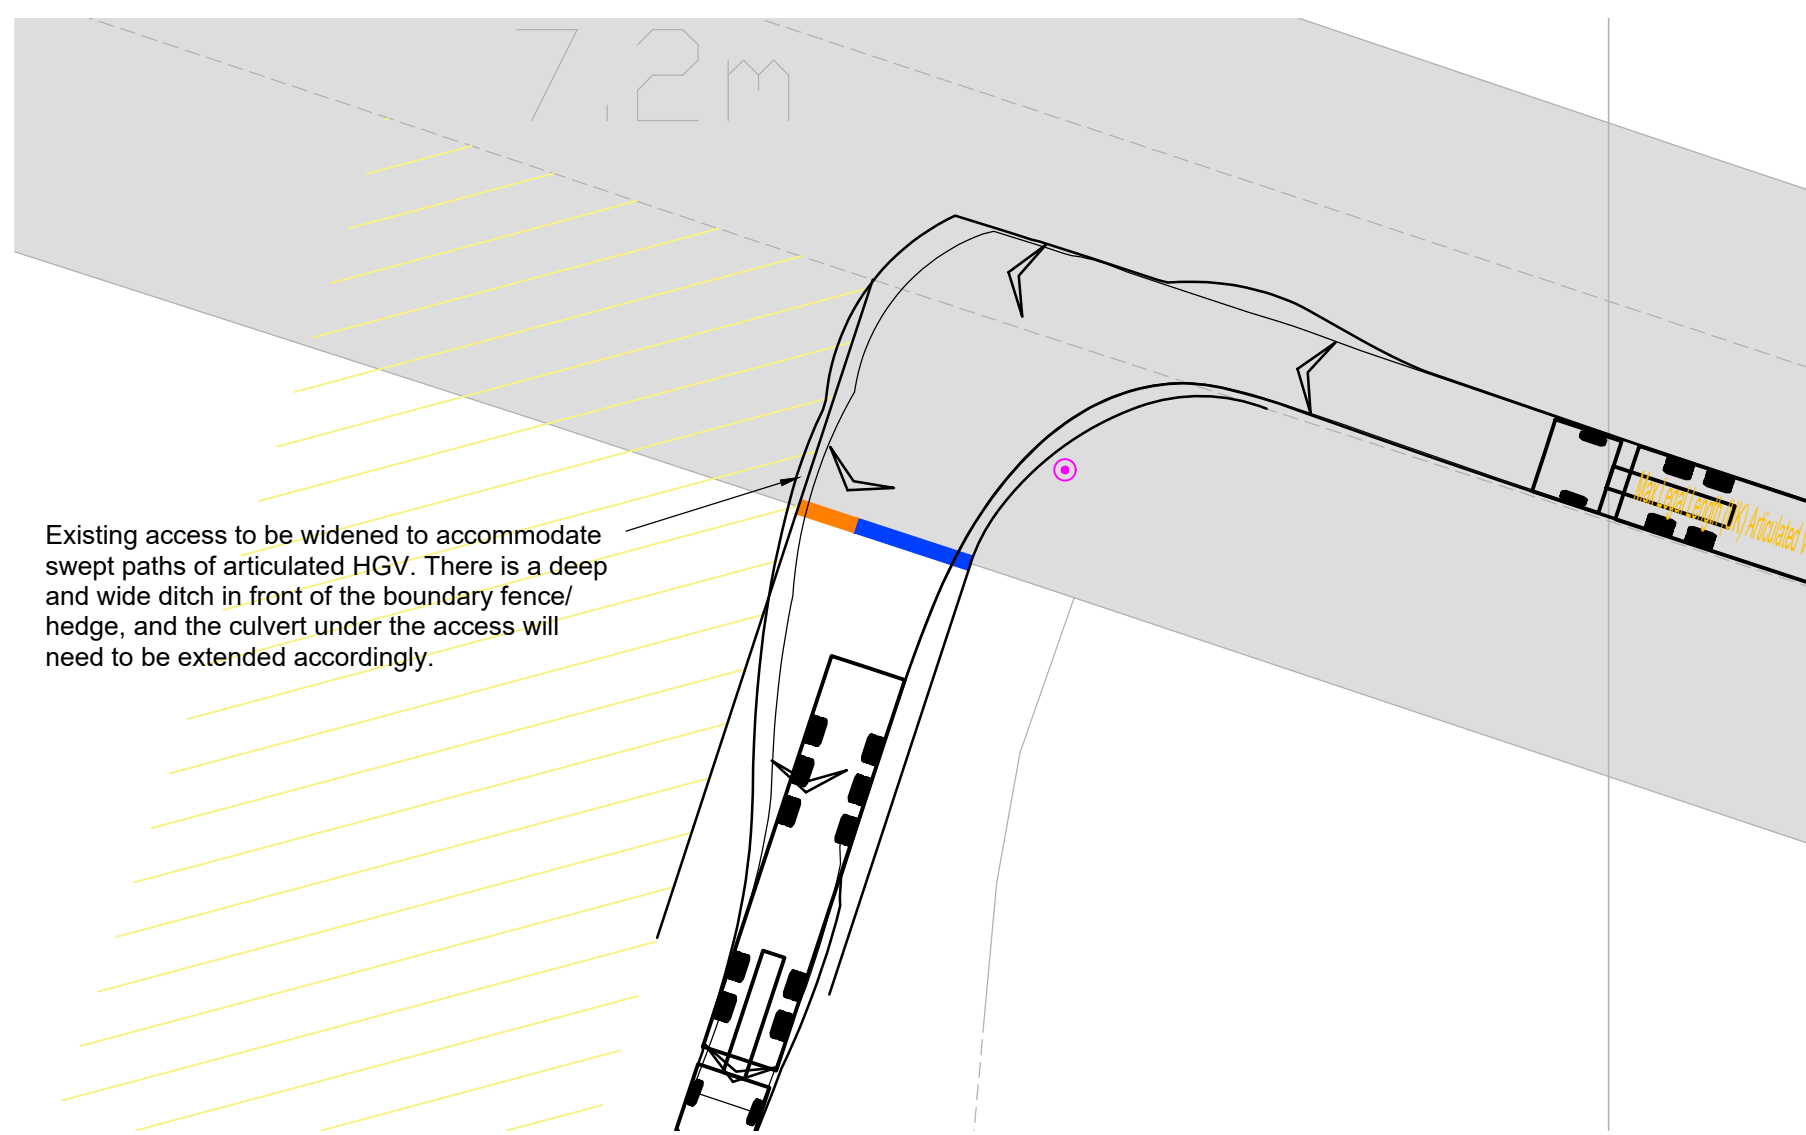 7.2m
Existing access to be widened to accommodate
swept paths of articulated HGV. There is a deep
and wide ditch in front of the boundary fence/
hedge, and the culvert under the access will
need to be extended accordingly.
Max Legal Length (UK) Articulated